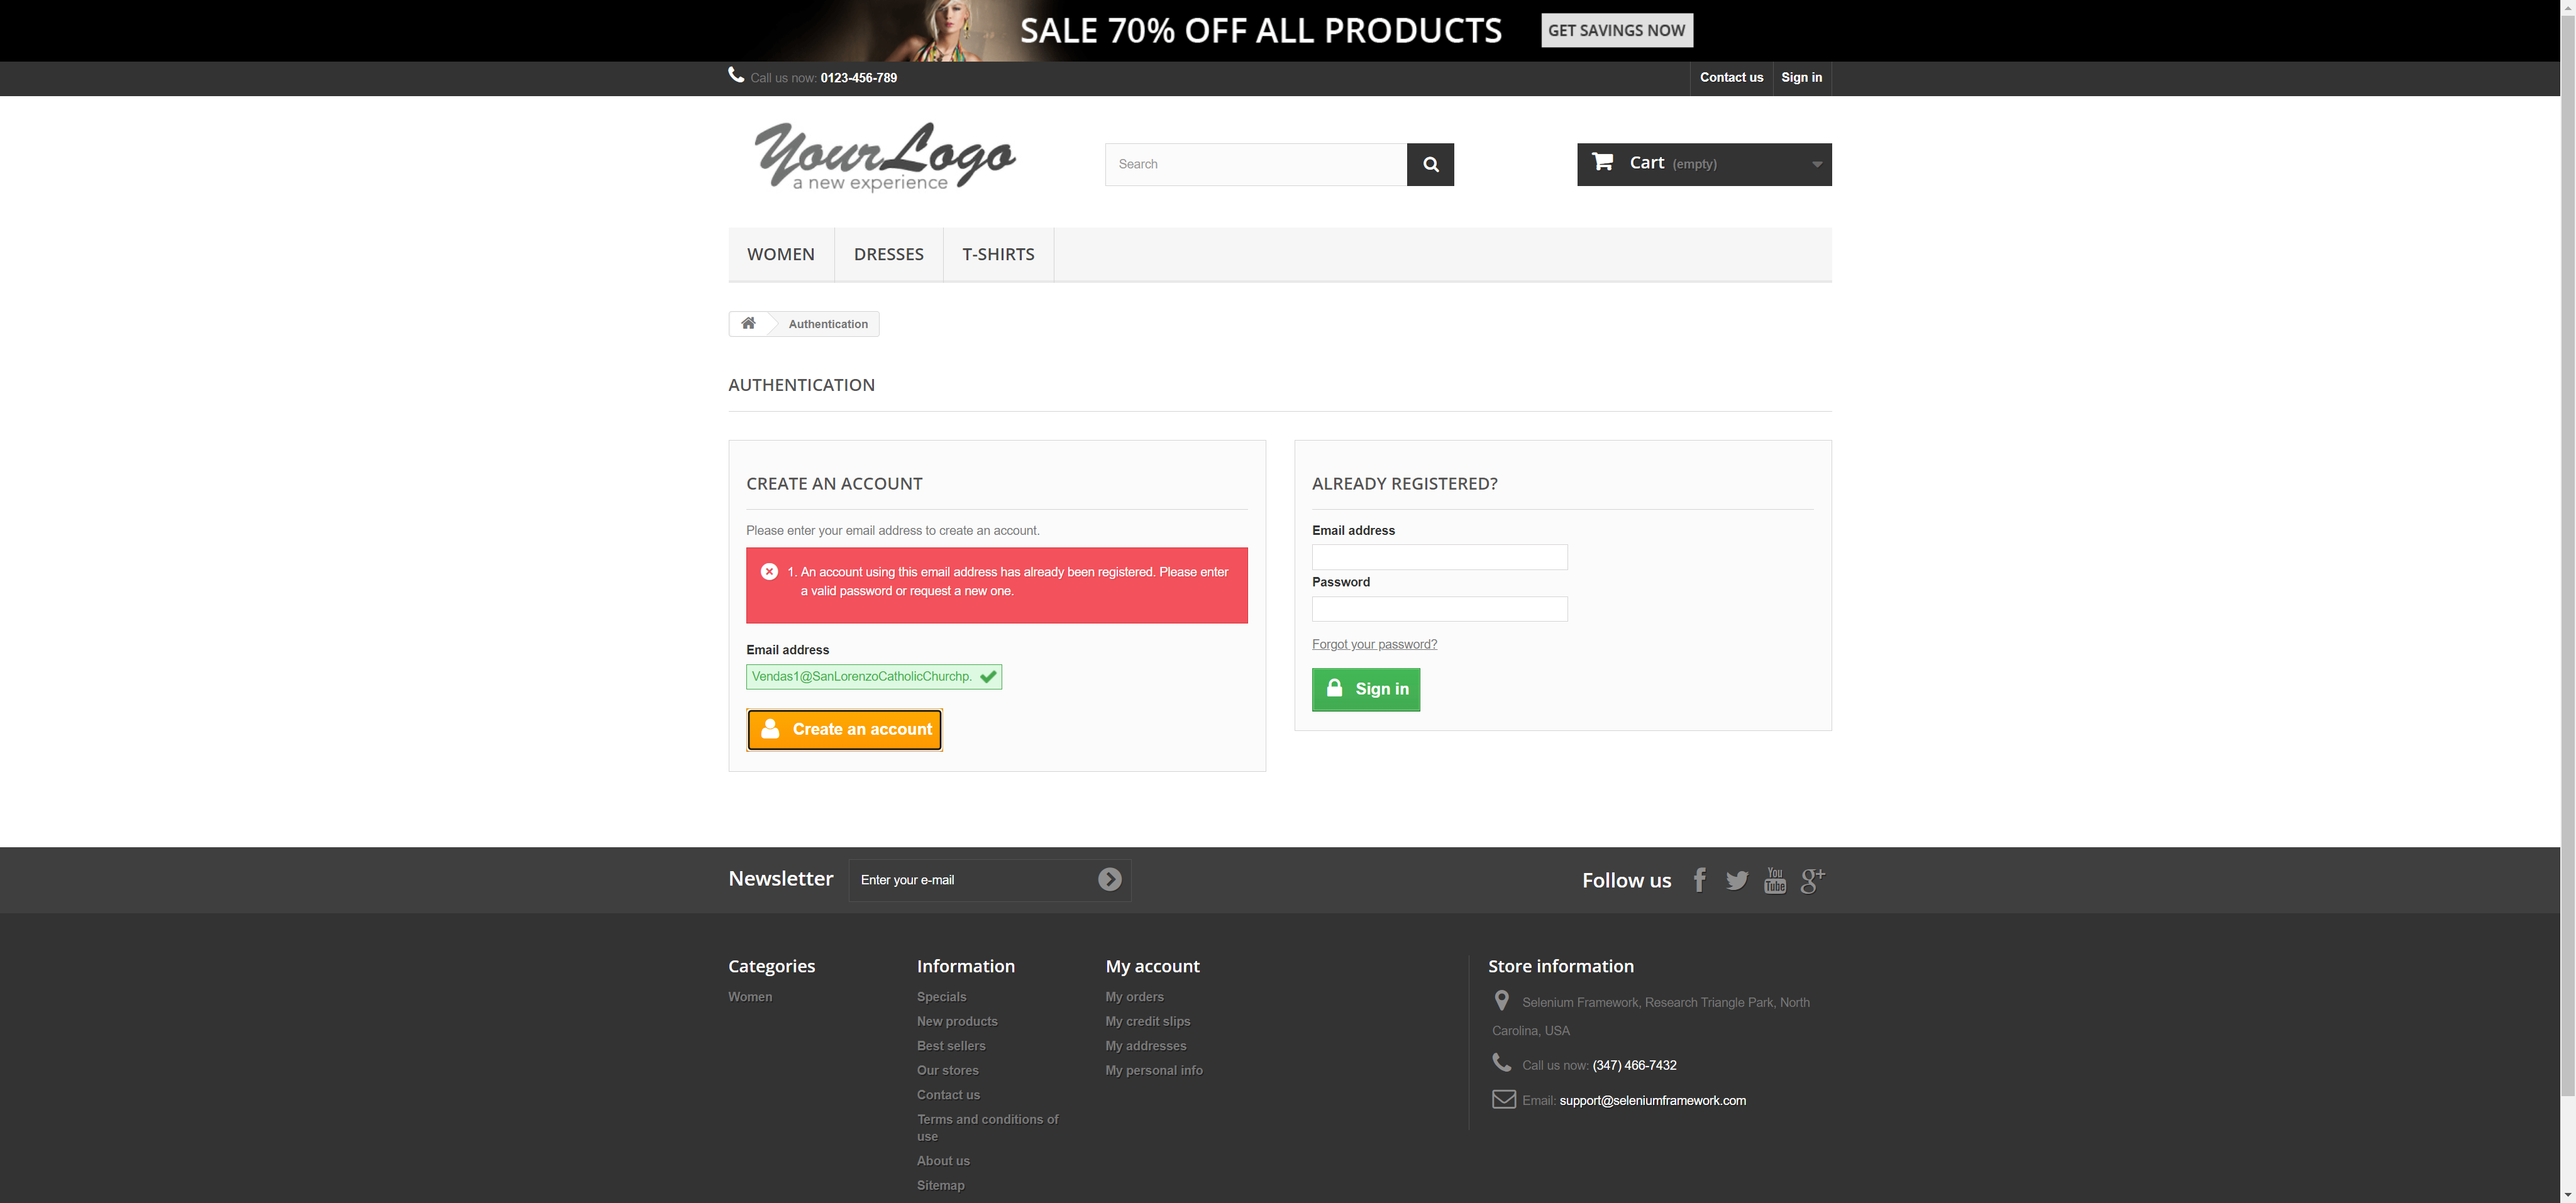 SALE 70% OFF ALL PRODUCTS
GET SAVINGS NOW
Call us now: 0123-456-789
Contact us
Sign in
YourLogo
a new experience
Search
Cart (empty)
WOMEN
DRESSES
T-SHIRTS
Authentication
AUTHENTICATION
CREATE AN ACCOUNT
Please enter your email address to create an account.
1. An account using this email address has already been registered. Please enter
a valid password or request a new one.
Email address
Vendas1@SanLorenzoCatholicChurchp.
Create an account
ALREADY REGISTERED?
Email address
Password
Forgot your password?
Sign in
Newsletter
Enter your e-mail
Follow us
You
Tube
g+
Categories
Women
Information
Specials
New products
Best sellers
Our stores
Contact us
Terms and conditions of
use
About us
Sitemap
My account
My orders
My credit slips
My addresses
My personal info
Store information
Selenium Framework, Research Triangle Park, North
Carolina, USA
Call us now: (347) 466-7432
Email: support@seleniumframework.com